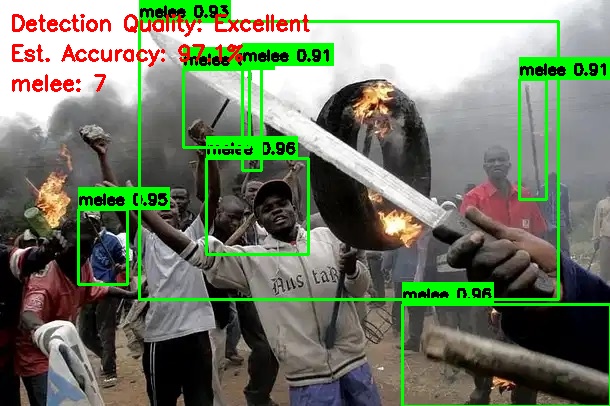 melee 0.93
Detection Quality: Excellent
Est. Accuracy: 97.1%
melee: 7
melee 0.91
melee 0.91
melee 0.96
melee 0.95
melee 0.96